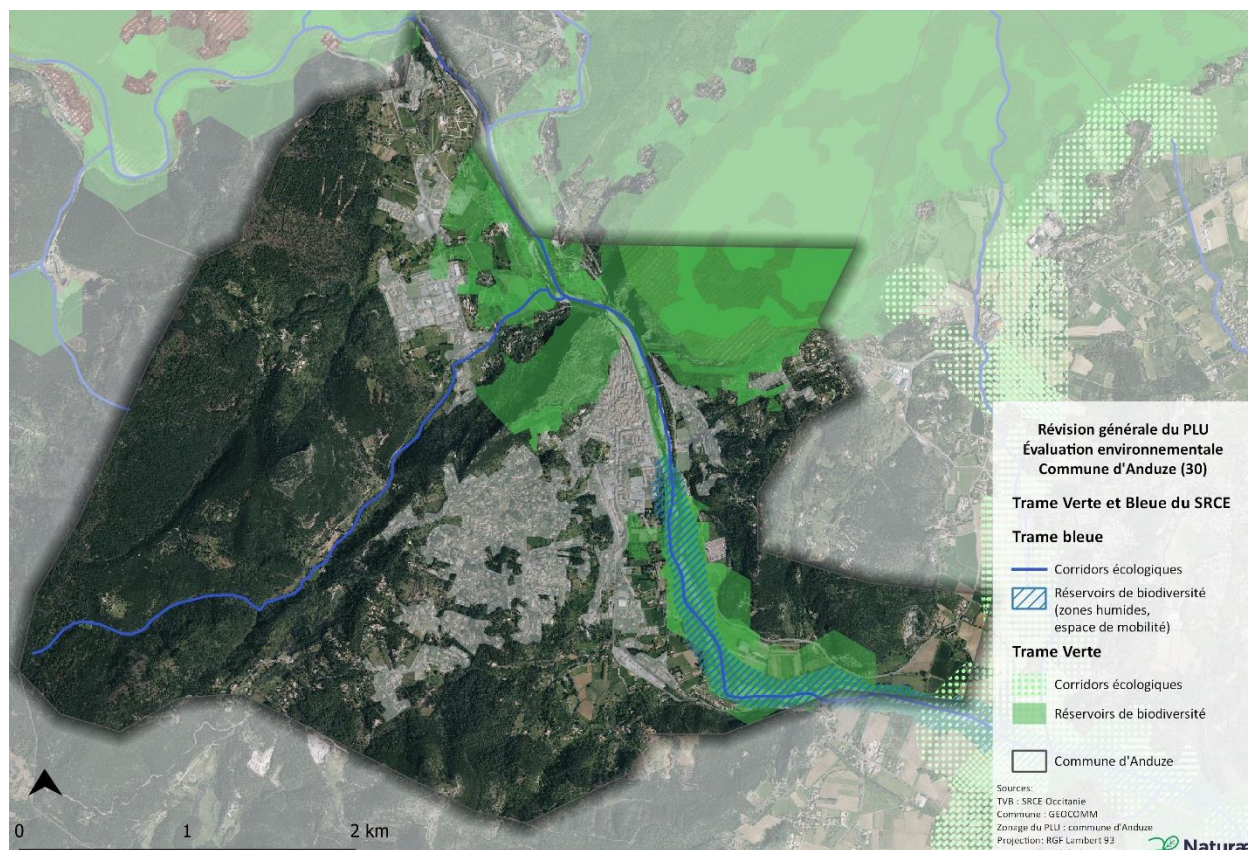 Révision générale du PLU
Évaluation environnementale
Commune d'Anduze (30)
Trame Verte et Bleue du SRCE
Trame bleue
Corridors écologiques
Réservoirs de biodiversité
(zones humides,
espace de mobilité)
Trame Verte
Corridors écologiques
Réservoirs de biodiversité
Commune d'Anduze
Sources:
TVB : SRCE Occitanie
Commune : GEOCOMM
Zonage du PLU : commune d'Anduze
Projection: RGF Lambert 93
Naturæ
0 1 2 km